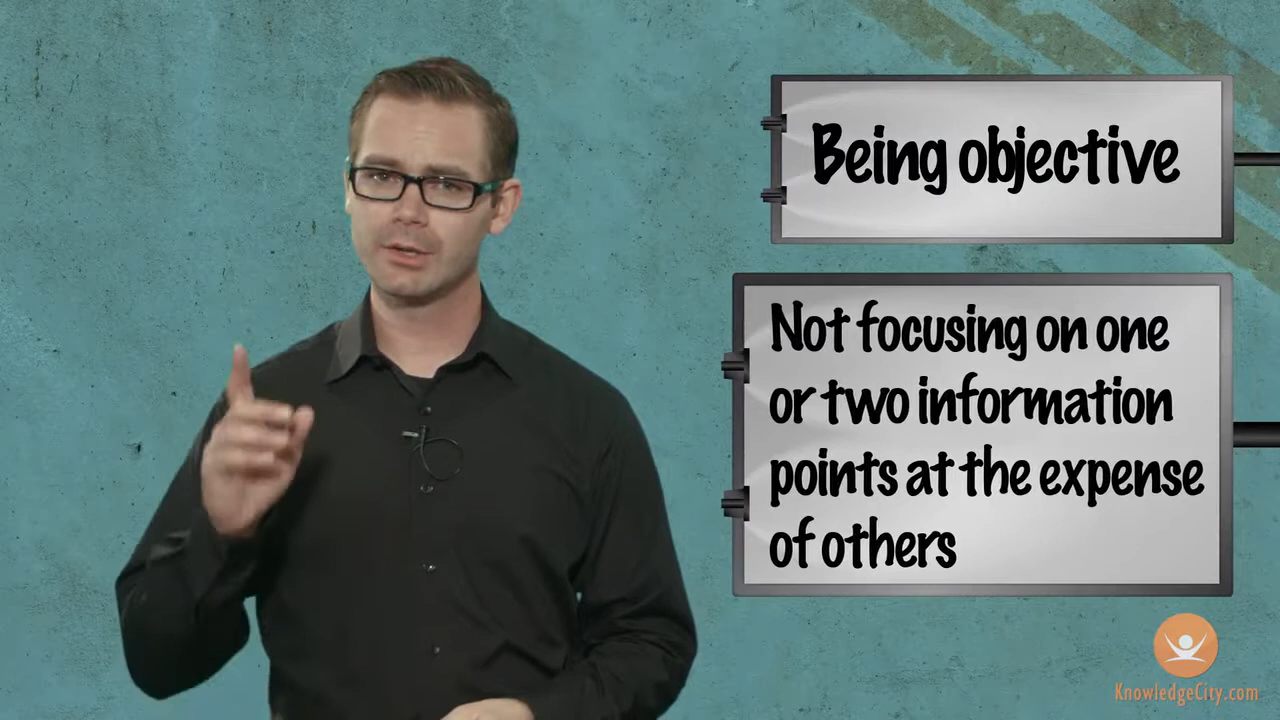 Being objective
Not focusing on one
or two information
points at the expense
of others
KnowledgeCity.com